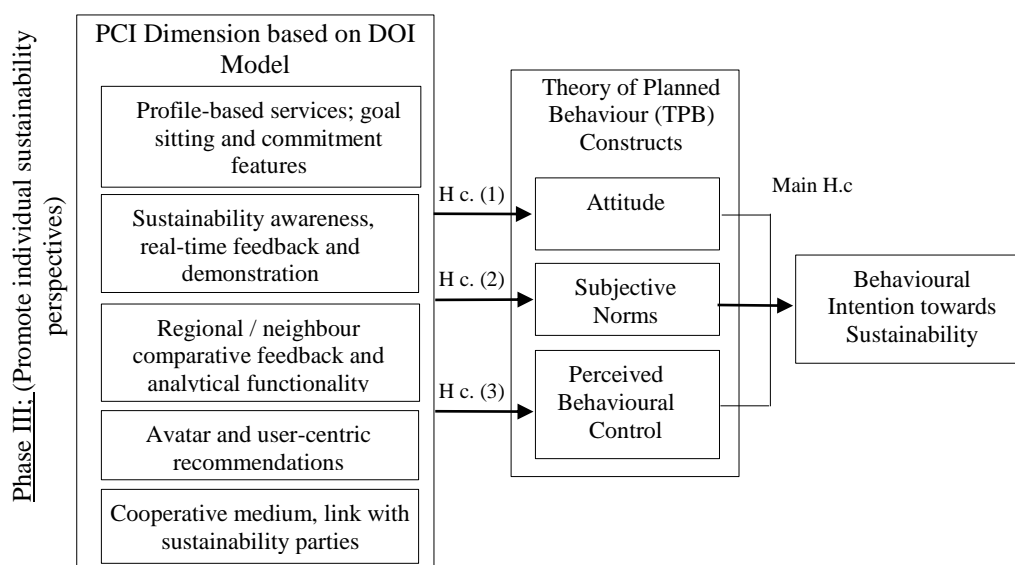 Phase III: (Promote individual sustainability
perspectives)
PCI Dimension based on DOI
Model
Profile-based services; goal
sitting and commitment
features
Sustainability awareness,
real-time feedback and
demonstration
Regional / neighbour
comparative feedback and
analytical functionality
Avatar and user-centric
recommendations
Cooperative medium, link with
sustainability parties
H c. (1)
H c. (2)
H c. (3)
Theory of Planned
Behaviour (TPB)
Constructs
Attitude
Subjective
Norms
Perceived
Behavioural
Control
Main H.c
Behavioural
Intention towards
Sustainability